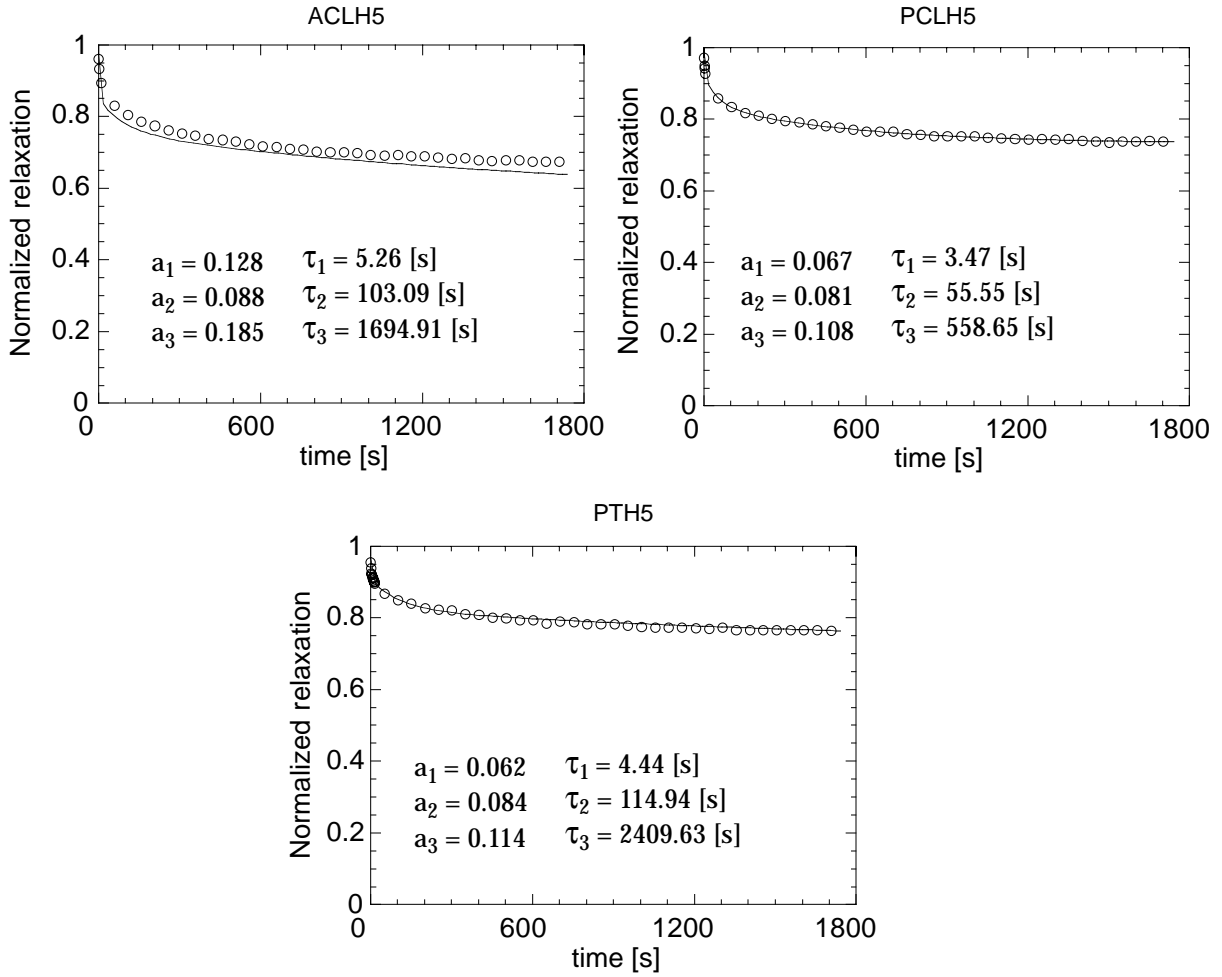 ACLH5
1
0.8
0.6
0.4
0.2
0
Normalized relaxation
a1 = 0.128 τ1 = 5.26 [s]
a2 = 0.088 τ2 = 103.09 [s]
a3 = 0.185 τ3 = 1694.91 [s]
0 600 1200 1800
time [s]
PCLH5
1
0.8
0.6
0.4
0.2
0
Normalized relaxation
a1 = 0.067 τ1 = 3.47 [s]
a2 = 0.081 τ2 = 55.55 [s]
a3 = 0.108 τ3 = 558.65 [s]
0 600 1200 1800
time [s]
PTH5
1
0.8
0.6
0.4
0.2
0
Normalized relaxation
a1 = 0.062 τ1 = 4.44 [s]
a2 = 0.084 τ2 = 114.94 [s]
a3 = 0.114 τ3 = 2409.63 [s]
0 600 1200 1800
time [s]